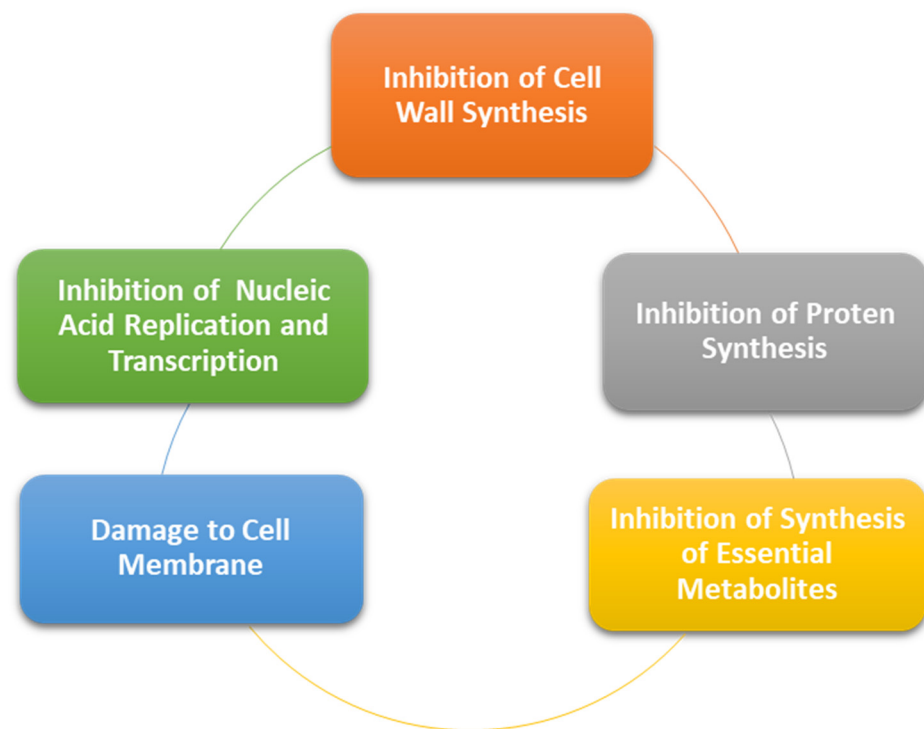 Inhibition of Cell
Wall Synthesis
Inhibition of Nucleic
Acid Replication and
Transcription
Inhibition of Proten
Synthesis
Damage to Cell
Membrane
Inhibition of Synthesis
of Essential
Metabolites